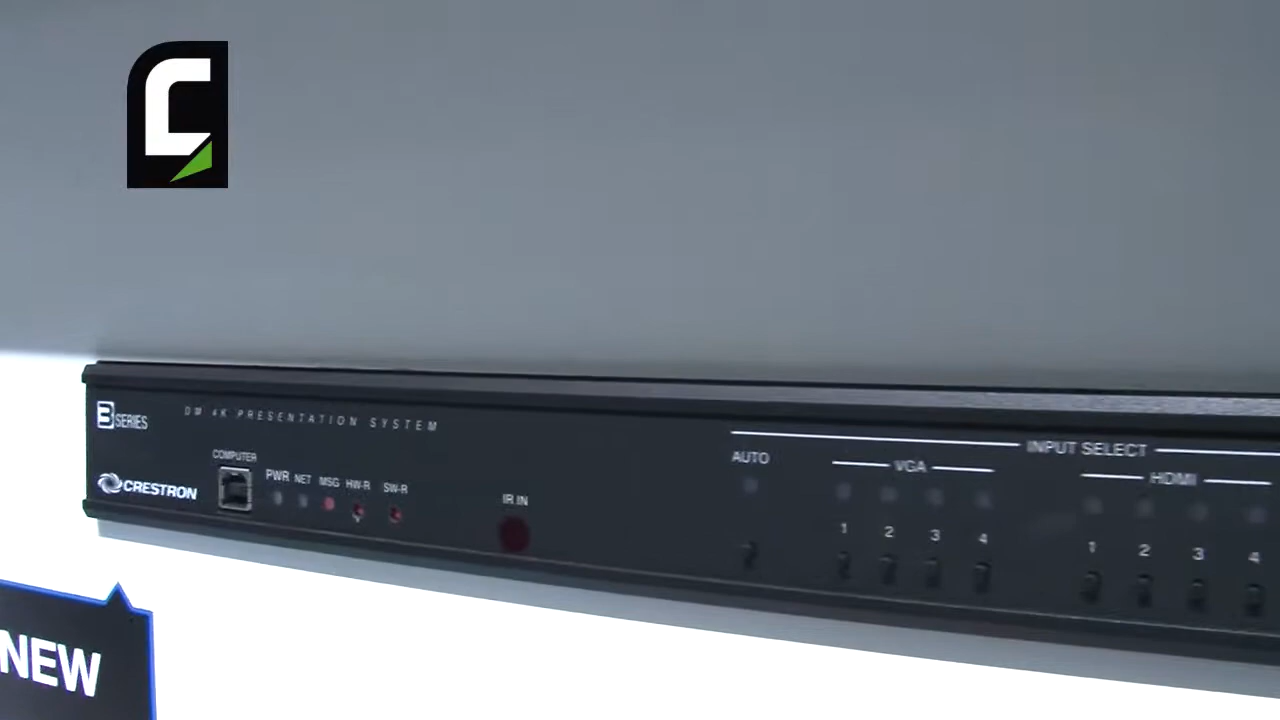 C
3 SERIES
DM 4K PRESENTATION SYSTEM
CRESTRON
COMPUTER
PWR NET MSG HW-R SW-R
IR IN
INPUT SELECT
AUTO
VGA
1 2 3 4
HDMI
1 2 3 4
NEW